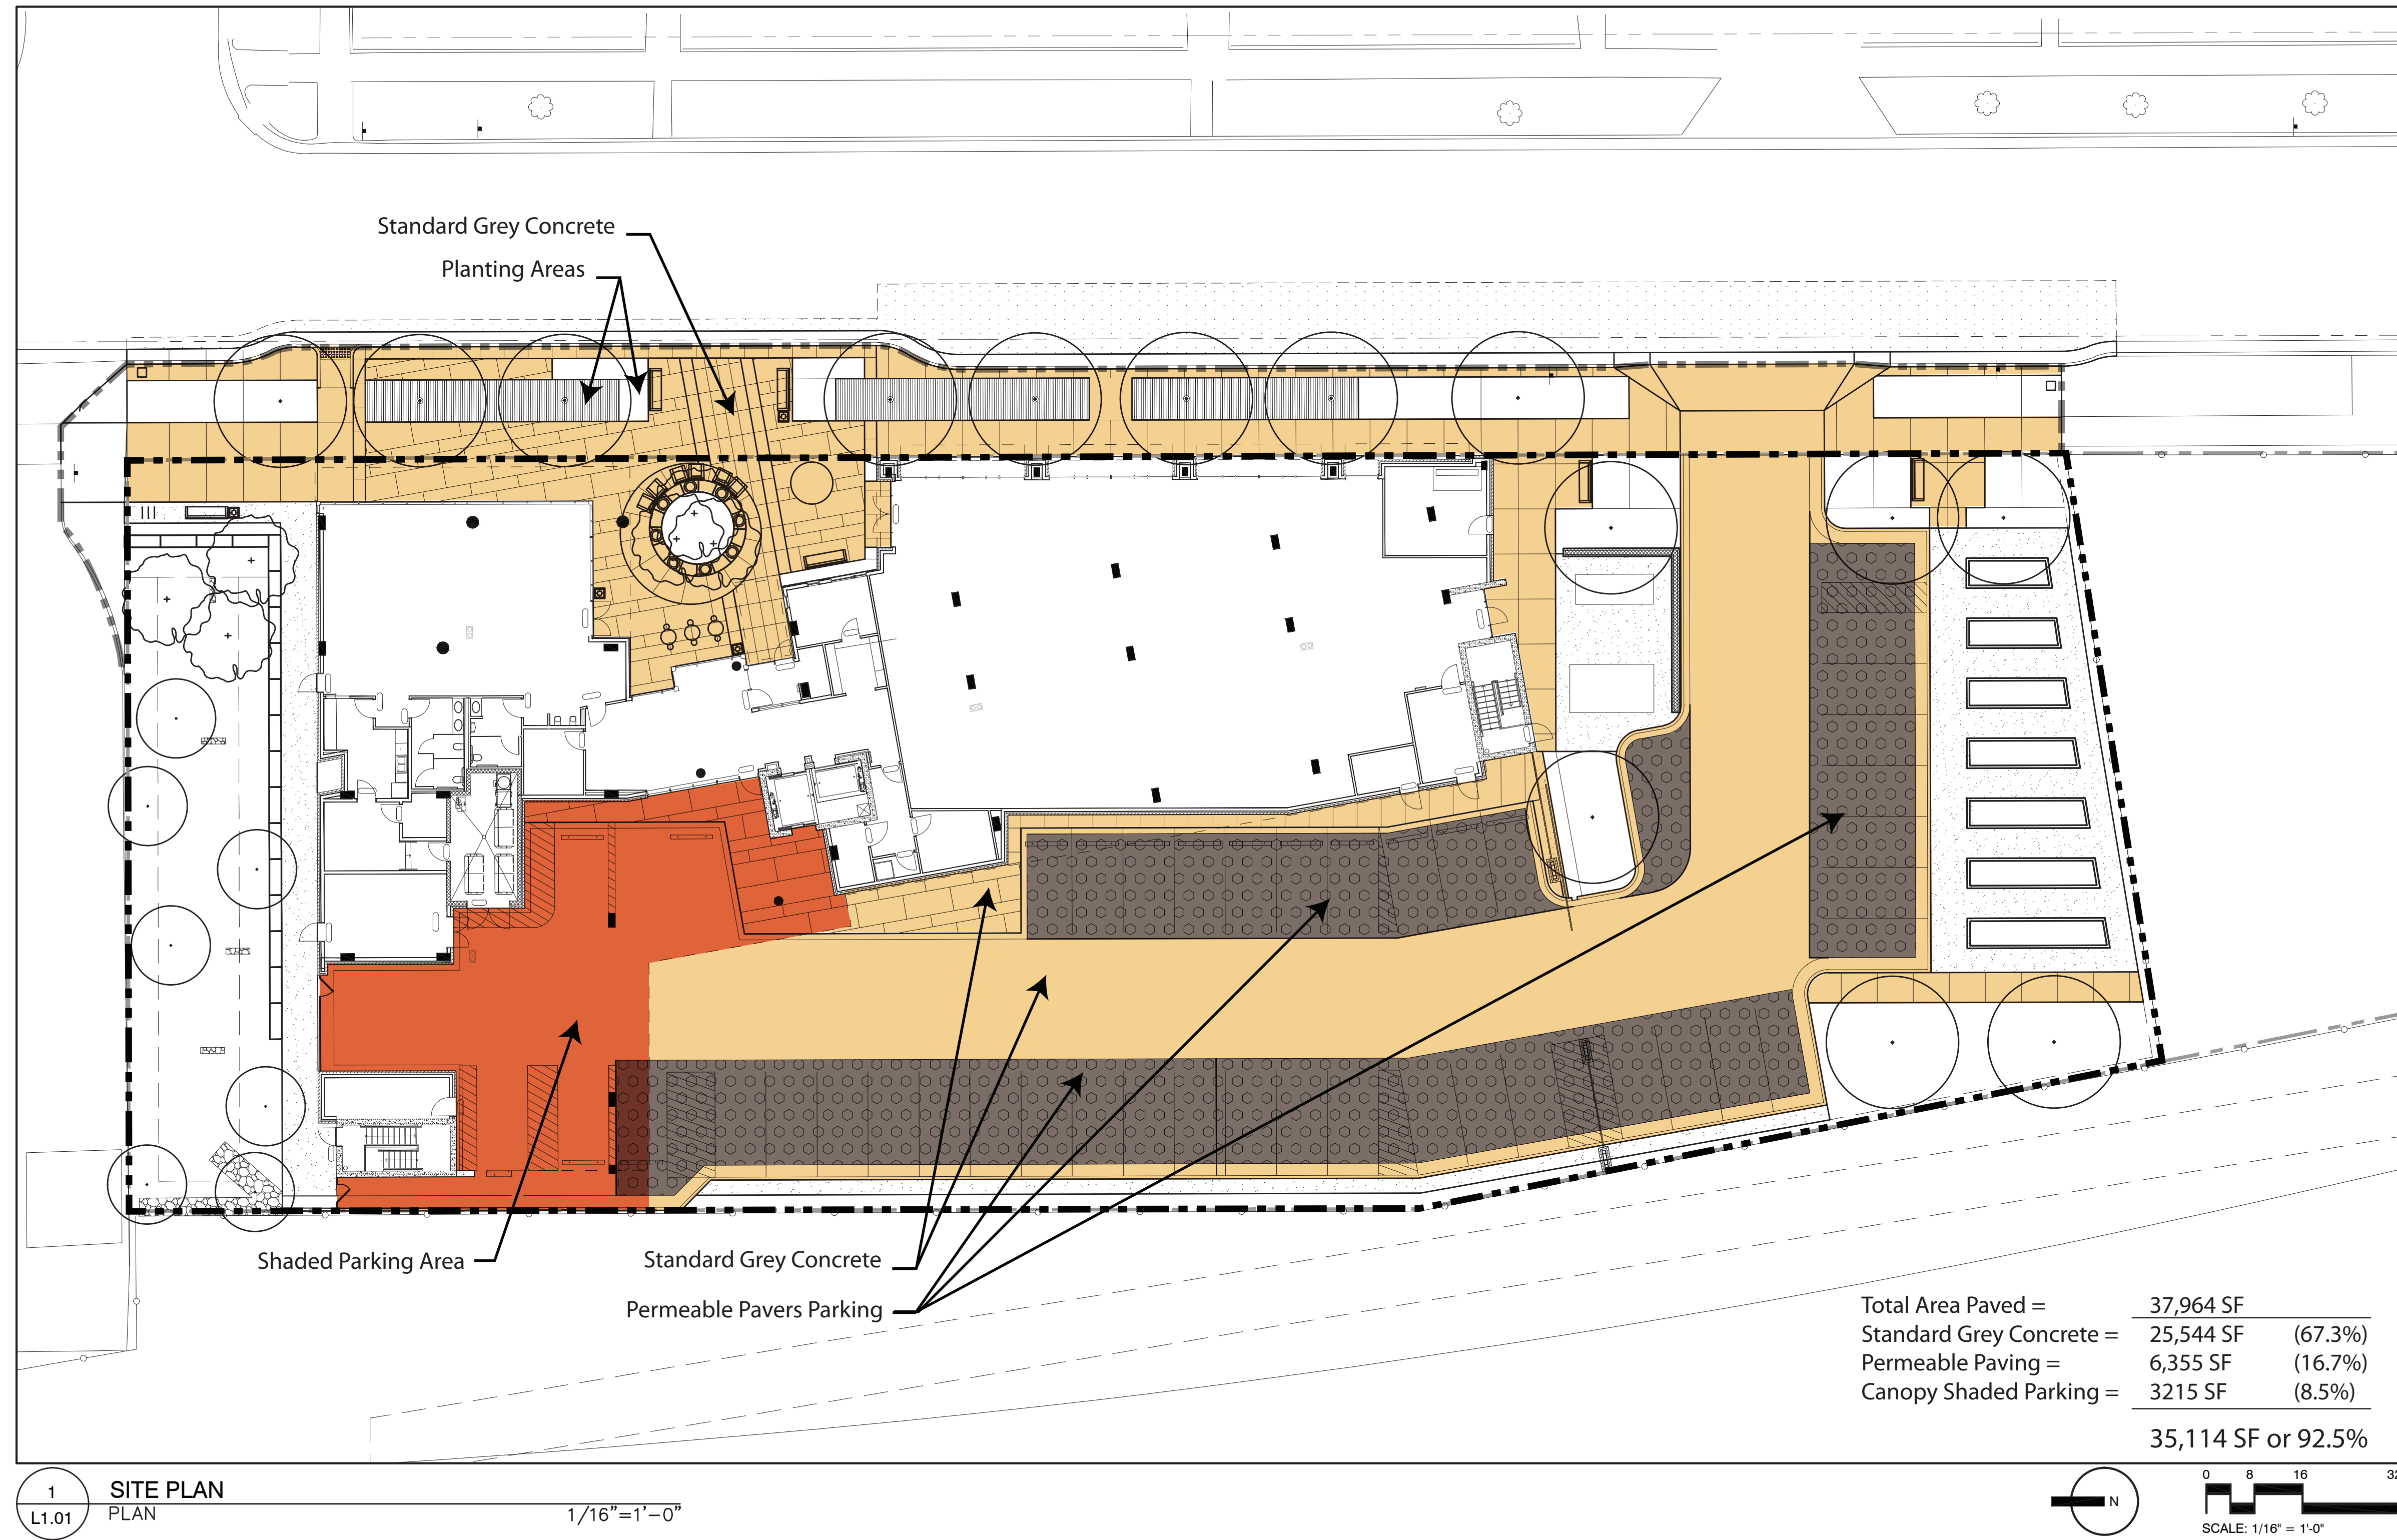 Standard Grey Concrete
Planting Areas
Shaded Parking Area
Standard Grey Concrete
Permeable Pavers Parking
Total Area Paved = 37,964 SF
Standard Grey Concrete = 25,544 SF (67.3%)
Permeable Paving = 6,355 SF (16.7%)
Canopy Shaded Parking = 3215 SF (8.5%)
35,114 SF or 92.5%
1
L1.01
SITE PLAN
PLAN
1/16"=1'-0"
N
0 8 16 32
SCALE: 1/16" = 1'-0"